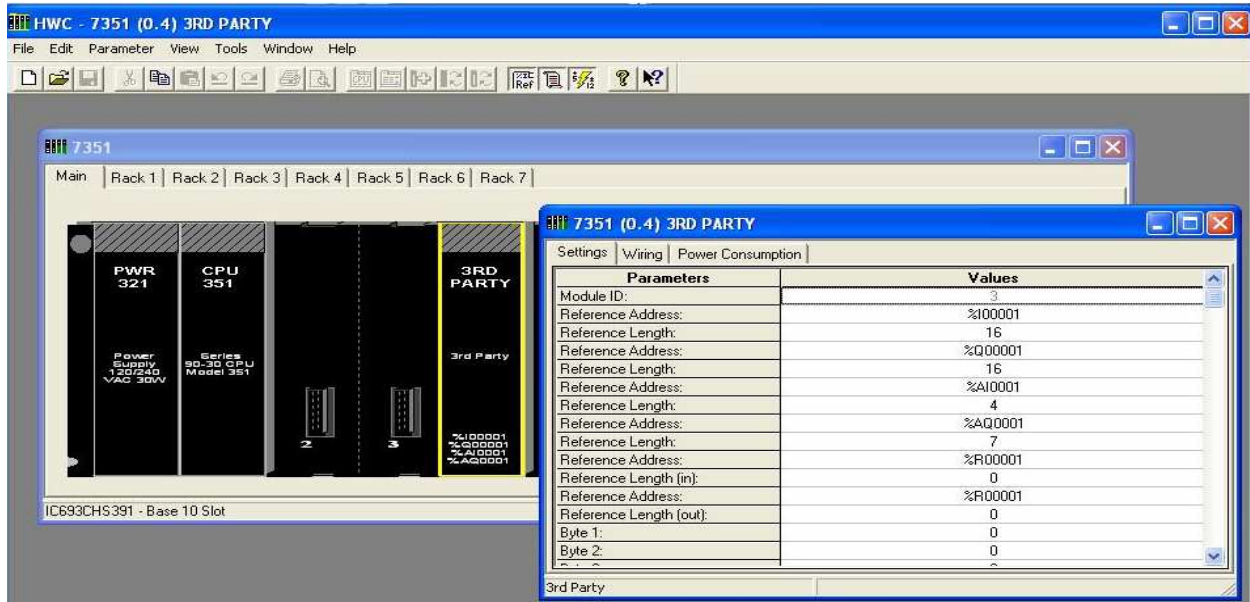 HWC - 7351 (0.4) 3RD PARTY
File Edit Parameter View Tools Window Help
7351
Main Rack 1 Rack 2 Rack 3 Rack 4 Rack 5 Rack 6 Rack 7
PWR 321
Power Supply 120/240 VAC 30W
CPU 351
Series 90-30 CPU Model 351
2
3
3RD PARTY
3rd Party
%I00001
%Q00001
%AI0001
%AQ0001
IC693CHS391 - Base 10 Slot
7351 (0.4) 3RD PARTY
Settings Wiring Power Consumption
Parameters Values
Module ID: 3
Reference Address: %I00001
Reference Length: 16
Reference Address: %Q00001
Reference Length: 16
Reference Address: %AI0001
Reference Length: 4
Reference Address: %AQ0001
Reference Length: 7
Reference Address: %R00001
Reference Length (in): 0
Reference Address: %R00001
Reference Length (out): 0
Byte 1: 0
Byte 2: 0
3rd Party